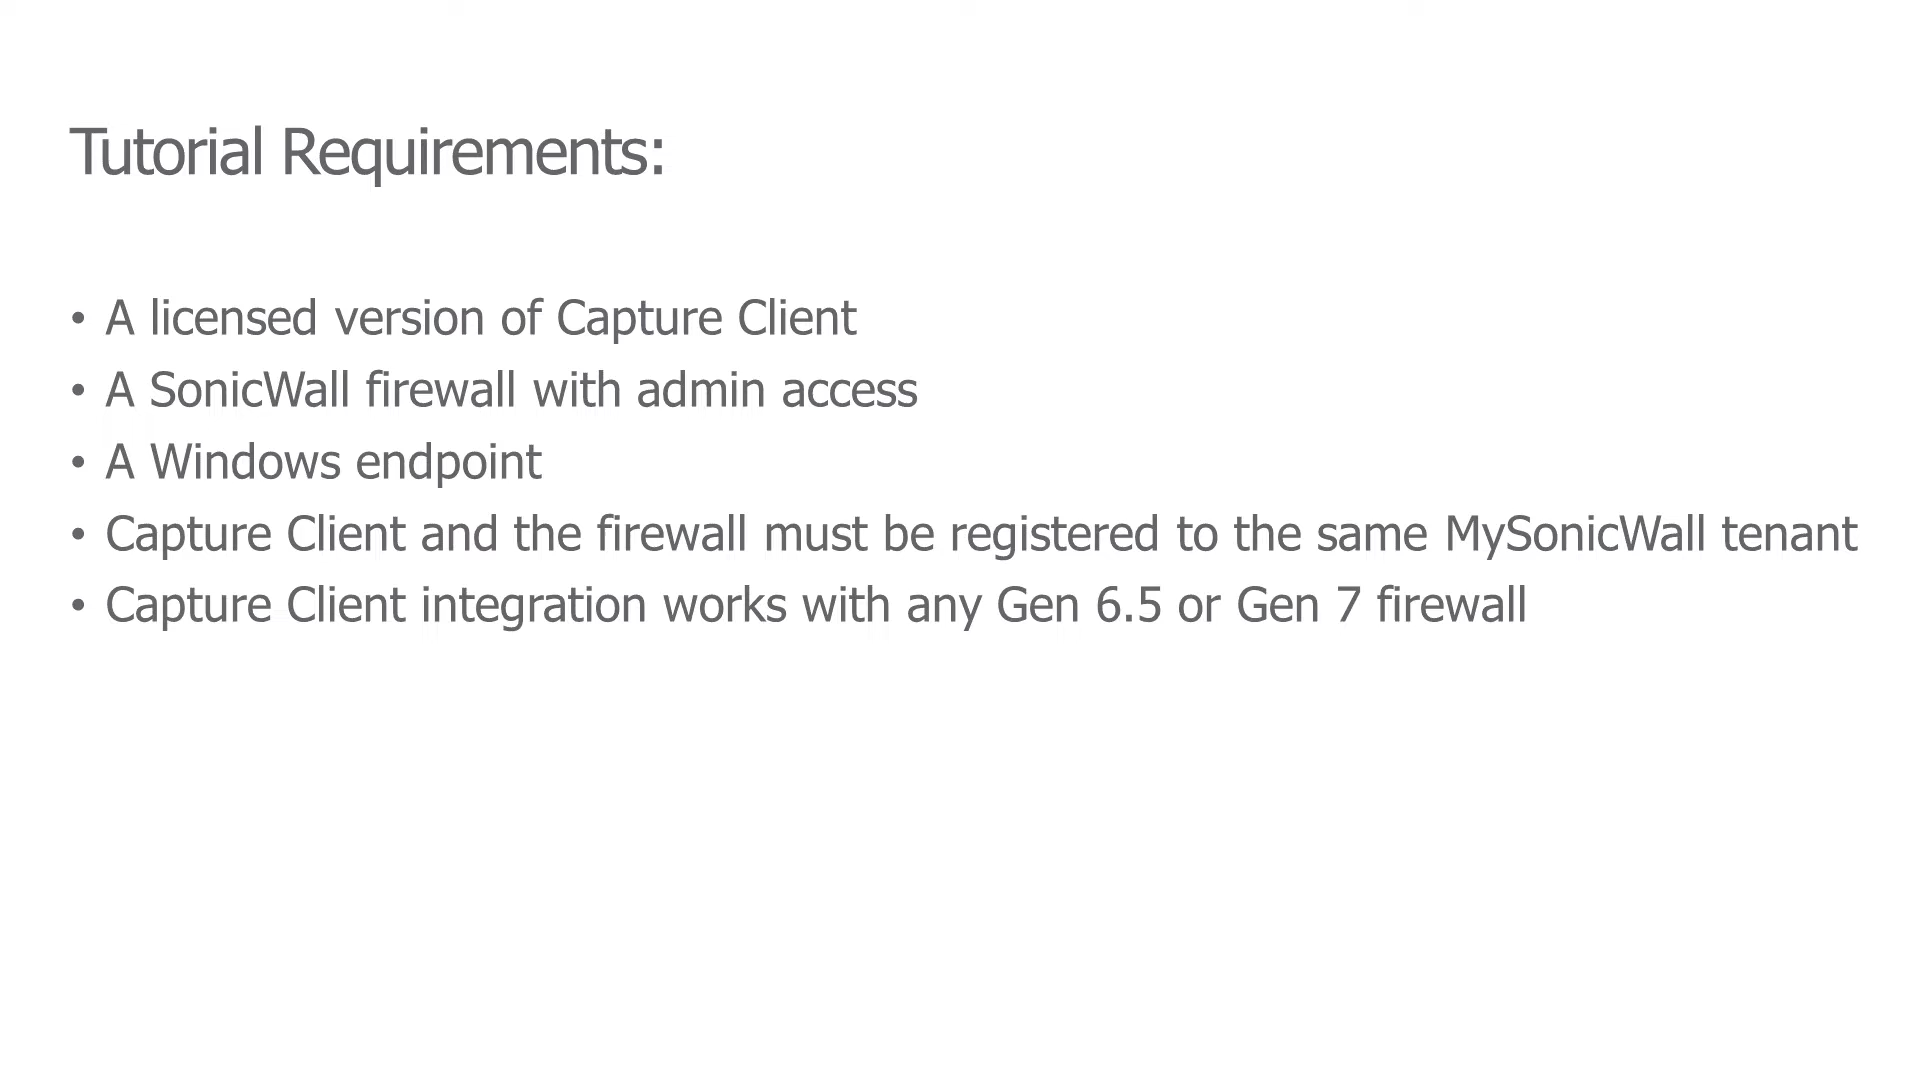 Tutorial Requirements:
• A licensed version of Capture Client
• A SonicWall firewall with admin access
• A Windows endpoint
• Capture Client and the firewall must be registered to the same MySonicWall tenant
• Capture Client integration works with any Gen 6.5 or Gen 7 firewall